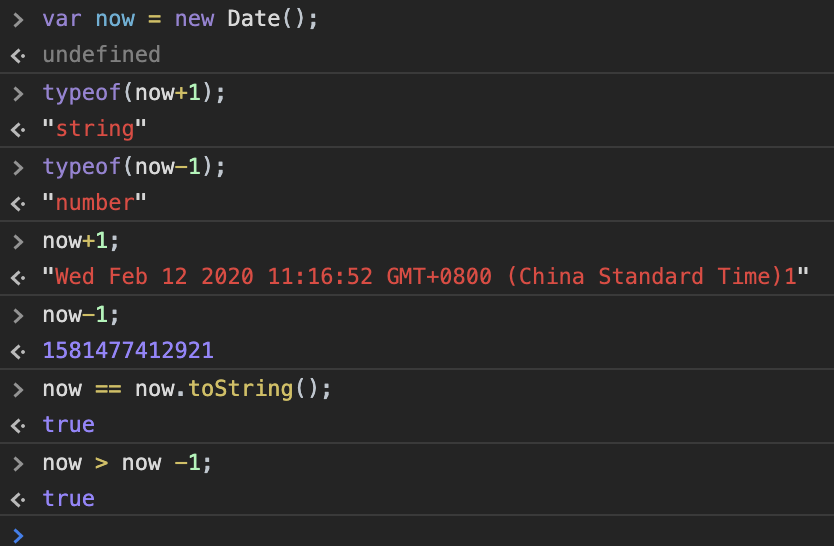 > var now = new Date();
<· undefined
> typeof(now+1);
<· "string"
> typeof(now-1);
<· "number"
> now+1;
<· "Wed Feb 12 2020 11:16:52 GMT+0800 (China Standard Time)1"
> now-1;
<· 1581477412921
> now == now.toString();
<· true
> now > now -1;
<· true
>